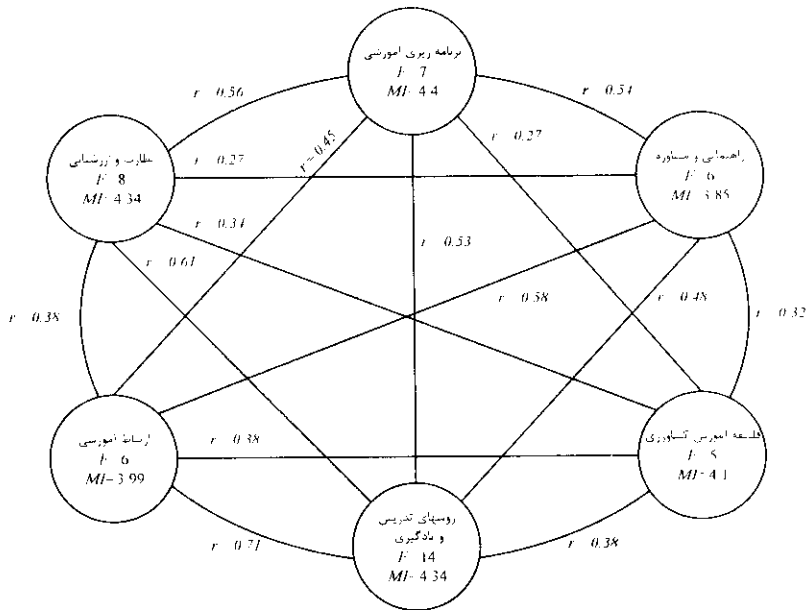 برنامه ریزی آموزشی
F= 7
MI= 4.4
r= 0.56
r= 0.54
نظارت و ارزشیابی
F= 8
MI= 4.34
r= 0.27
r= 0.45
r= 0.27
راهنمایی و مشاوره
F= 6
MI= 3.85
r= 0.34
r= 0.53
r= 0.61
r= 0.58
r= 0.48
r= 0.38
r= 0.32
ارتباط آموزشی
F= 6
MI= 3.99
r= 0.38
فلسفه آموزش کشاورزی
F= 5
MI= 4.1
روشهای تدریس
و یادگیری
F= 14
MI= 4.34
r= 0.71
r= 0.38